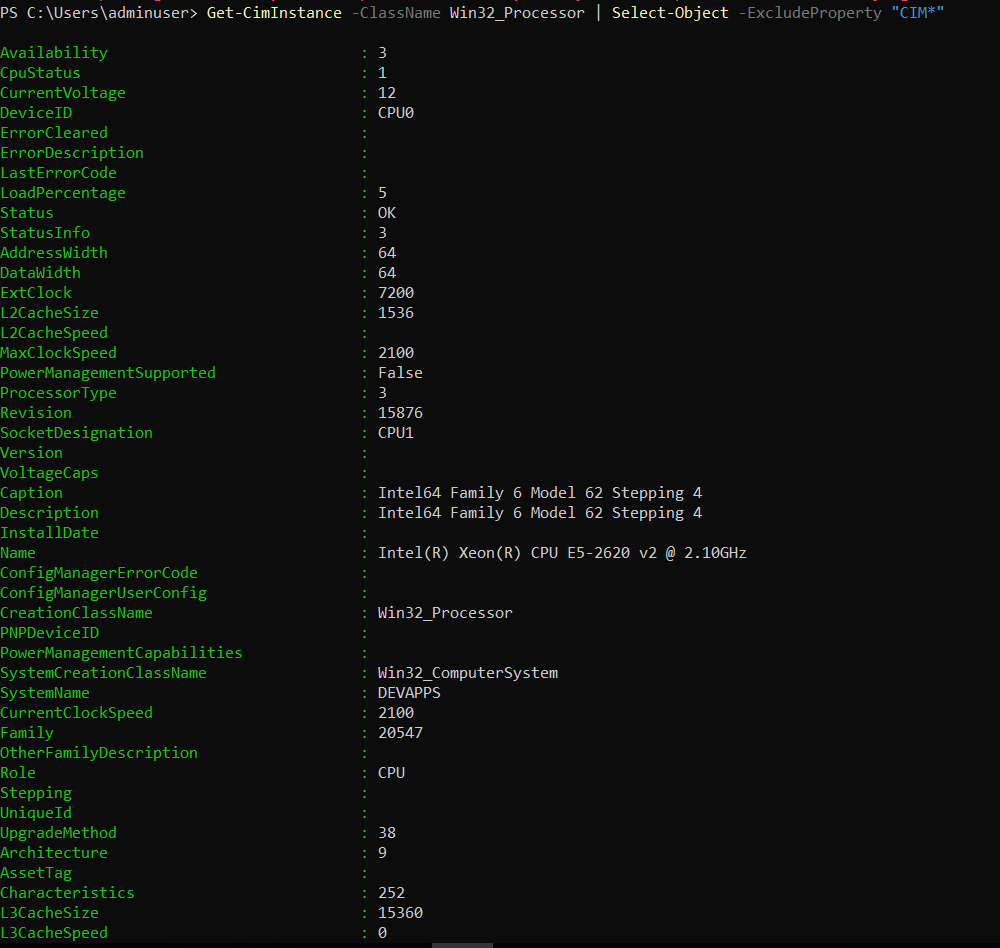 PS C:\Users\adminuser> Get-CimInstance -ClassName Win32_Processor | Select-Object -ExcludeProperty "CIM*"
Availability : 3
CpuStatus : 1
CurrentVoltage : 12
DeviceID : CPU0
ErrorCleared :
ErrorDescription :
LastErrorCode :
LoadPercentage : 5
Status : OK
StatusInfo : 3
AddressWidth : 64
DataWidth : 64
ExtClock : 7200
L2CacheSize : 1536
L2CacheSpeed :
MaxClockSpeed : 2100
PowerManagementSupported : False
ProcessorType : 3
Revision : 15876
SocketDesignation : CPU1
Version :
VoltageCaps :
Caption : Intel64 Family 6 Model 62 Stepping 4
Description : Intel64 Family 6 Model 62 Stepping 4
InstallDate :
Name : Intel(R) Xeon(R) CPU E5-2620 v2 @ 2.10GHz
ConfigManagerErrorCode :
ConfigManagerUserConfig :
CreationClassName : Win32_Processor
PNPDeviceID :
PowerManagementCapabilities :
SystemCreationClassName : Win32_ComputerSystem
SystemName : DEVAPPS
CurrentClockSpeed : 2100
Family : 20547
OtherFamilyDescription :
Role : CPU
Stepping :
UniqueId :
UpgradeMethod : 38
Architecture : 9
AssetTag :
Characteristics : 252
L3CacheSize : 15360
L3CacheSpeed : 0